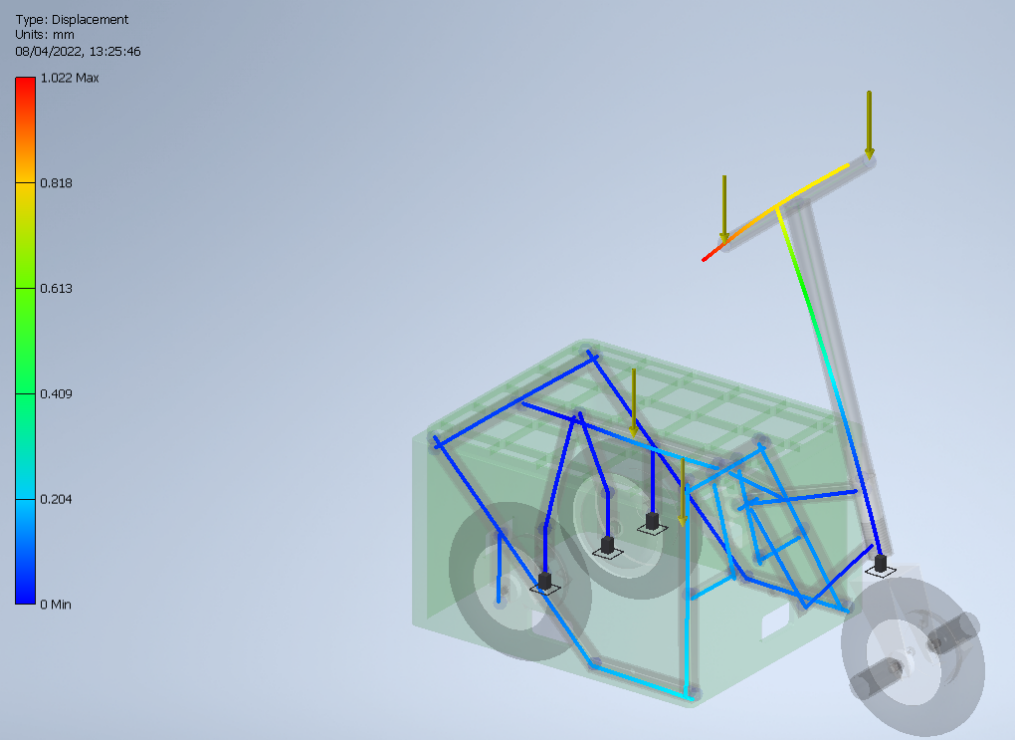 Type: Displacement
Units: mm
08/04/2022, 13:25:46
1.022 Max
0.818
0.613
0.409
0.204
0 Min